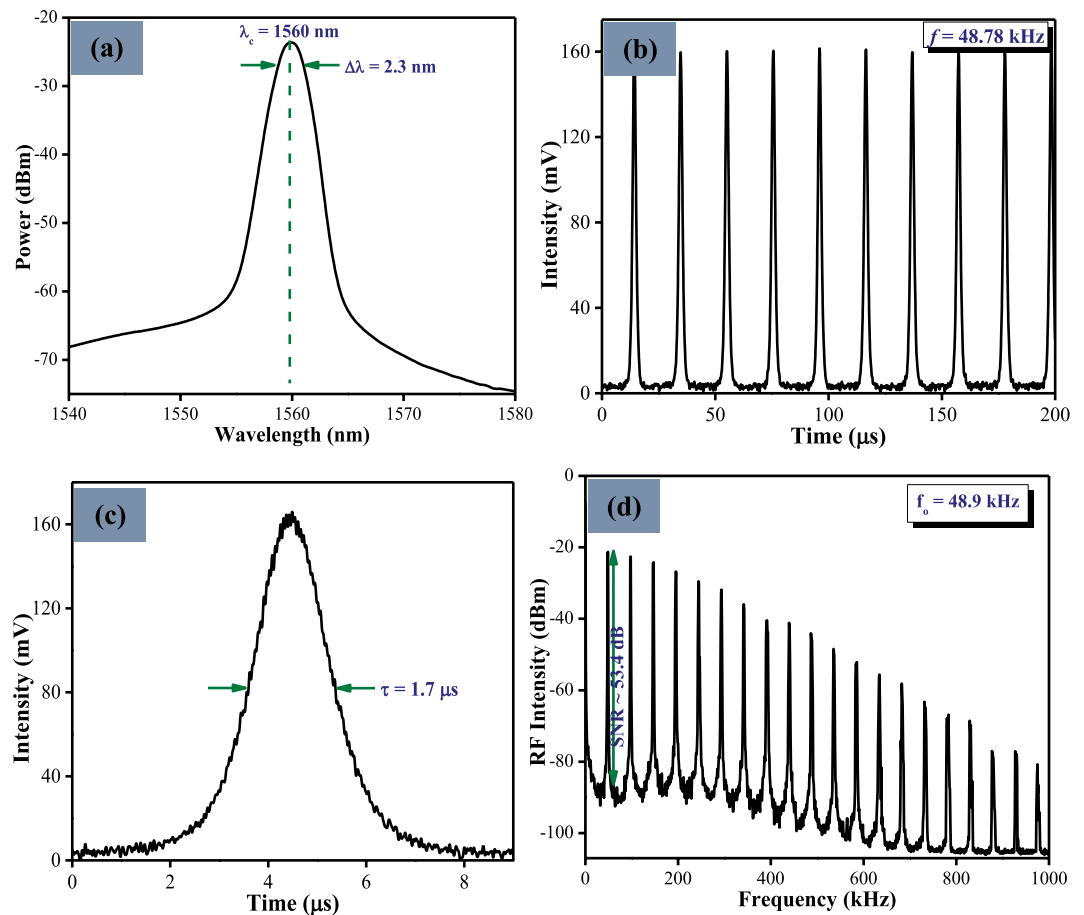 (a)
λc = 1560 nm
Δλ = 2.3 nm
-20
-30
-40
-50
-60
-70
Power (dBm)
1540
1550
1560
1570
1580
Wavelength (nm)
(b)
f = 48.78 kHz
160
120
80
40
0
Intensity (mV)
0
50
100
150
200
Time (μs)
(c)
τ = 1.7 μs
160
120
80
40
0
Intensity (mV)
0
2
4
6
8
Time (μs)
(d)
fo = 48.9 kHz
SNR ~ 53.4 dB
0
-20
-40
-60
-80
-100
RF Intensity (dBm)
0
200
400
600
800
1000
Frequency (kHz)